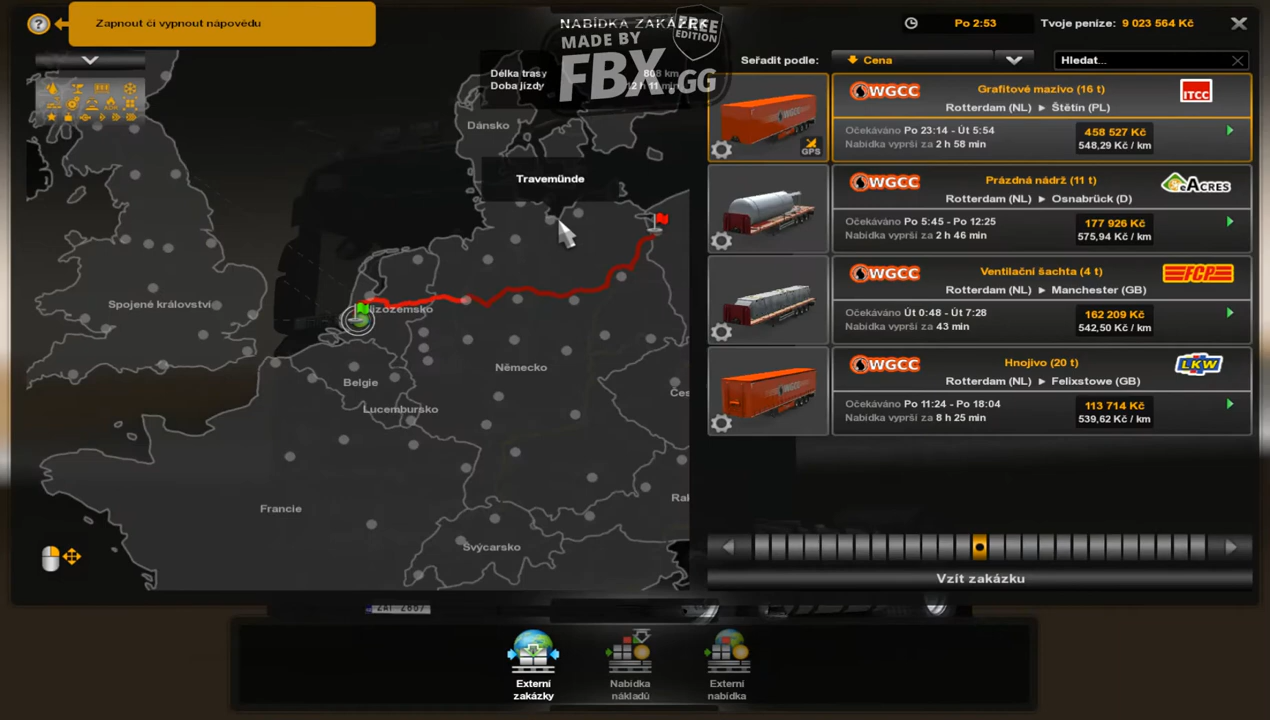 Zapnout či vypnout nápovědu
NABÍDKA ZAKÁZEK
FREE
EDITION
MADE BY
FBX.GG
Po 2:53
Tvoje peníze: 9 023 564 Kč
Délka trasy 808 km
Doba jízdy 12 h 11 min
Seřadit podle:
Cena
Hledat...
Dánsko
Travemünde
Spojené království
Nizozemsko
Belgie
Německo
Lucembursko
Francie
Švýcarsko
WGCC
Grafitové mazivo (16 t)
ITCC
Rotterdam (NL) Štětín (PL)
GPS
Očekáváno Po 23:14 - Út 5:54
Nabídka vyprší za 2 h 58 min
458 527 Kč
548,29 Kč / km
WGCC
Prázdná nádrž (11 t)
eAcres
Rotterdam (NL) Osnabrück (D)
Očekáváno Po 5:45 - Po 12:25
Nabídka vyprší za 2 h 46 min
177 926 Kč
575,94 Kč / km
WGCC
Ventilační šachta (4 t)
FCP
Rotterdam (NL) Manchester (GB)
Očekáváno Út 0:48 - Út 7:28
Nabídka vyprší za 43 min
162 209 Kč
542,50 Kč / km
WGCC
Hnojivo (20 t)
LKW
Rotterdam (NL) Felixstowe (GB)
Očekáváno Po 11:24 - Po 18:04
Nabídka vyprší za 8 h 25 min
113 714 Kč
539,62 Kč / km
Vzít zakázku
Externí
zakázky
Nabídka
nákladů
Externí
nabídka